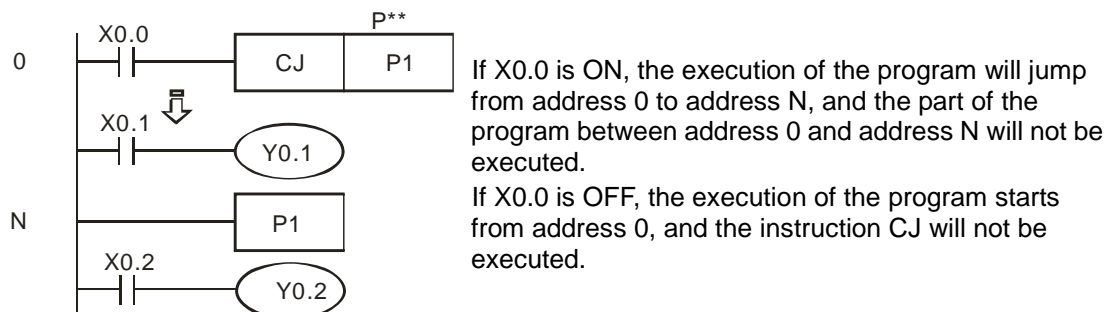 P**
X0.0
0
CJ
P1
If X0.0 is ON, the execution of the program will jump
from address 0 to address N, and the part of the
program between address 0 and address N will not be
executed.
If X0.0 is OFF, the execution of the program starts
from address 0, and the instruction CJ will not be
executed.
X0.1
Y0.1
N
P1
X0.2
Y0.2